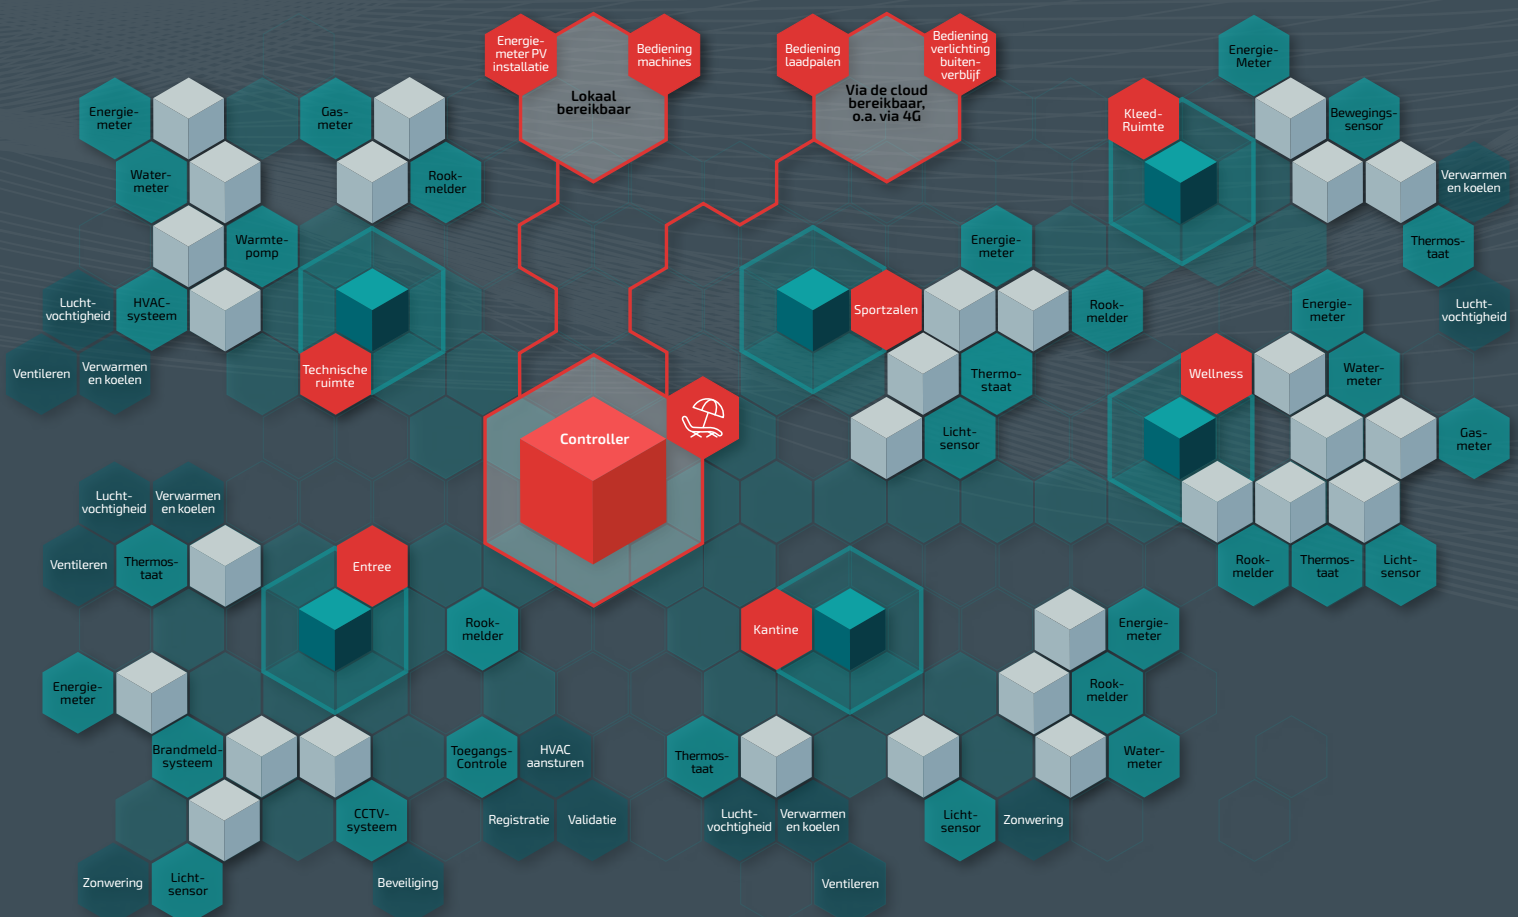 Energie-
meter PV
installatie
Bediening
machines
Lokaal
bereikbaar
Bediening
laadpalen
Bediening
verlichting
buiten-
verblijf
Via de cloud
bereikbaar,
o.a. via 4G
Energie-
meter
Gas-
meter
Water-
meter
Rook-
melder
Warmte-
pomp
Lucht-
vochtigheid
HVAC-
systeem
Ventileren
Verwarmen
en koelen
Technische
ruimte
Controller
Energie-
Meter
Kleed-
Ruimte
Bewegings-
sensor
Verwarmen
en koelen
Thermos-
taat
Lucht-
vochtigheid
Energie-
meter
Sportzalen
Rook-
melder
Thermo-
staat
Licht-
sensor
Energie-
meter
Wellness
Water-
meter
Gas-
meter
Rook-
melder
Thermos-
taat
Licht-
sensor
Lucht-
vochtigheid
Verwarmen
en koelen
Ventileren
Thermos-
taat
Entree
Rook-
melder
Energie-
meter
Brandmeld-
systeem
Toegangs-
Controle
HVAC
aansturen
CCTV-
systeem
Registratie
Validatie
Zonwering
Licht-
sensor
Beveiliging
Kantine
Energie-
meter
Rook-
melder
Thermos-
taat
Water-
meter
Lucht-
vochtigheid
Verwarmen
en koelen
Licht-
sensor
Zonwering
Ventileren